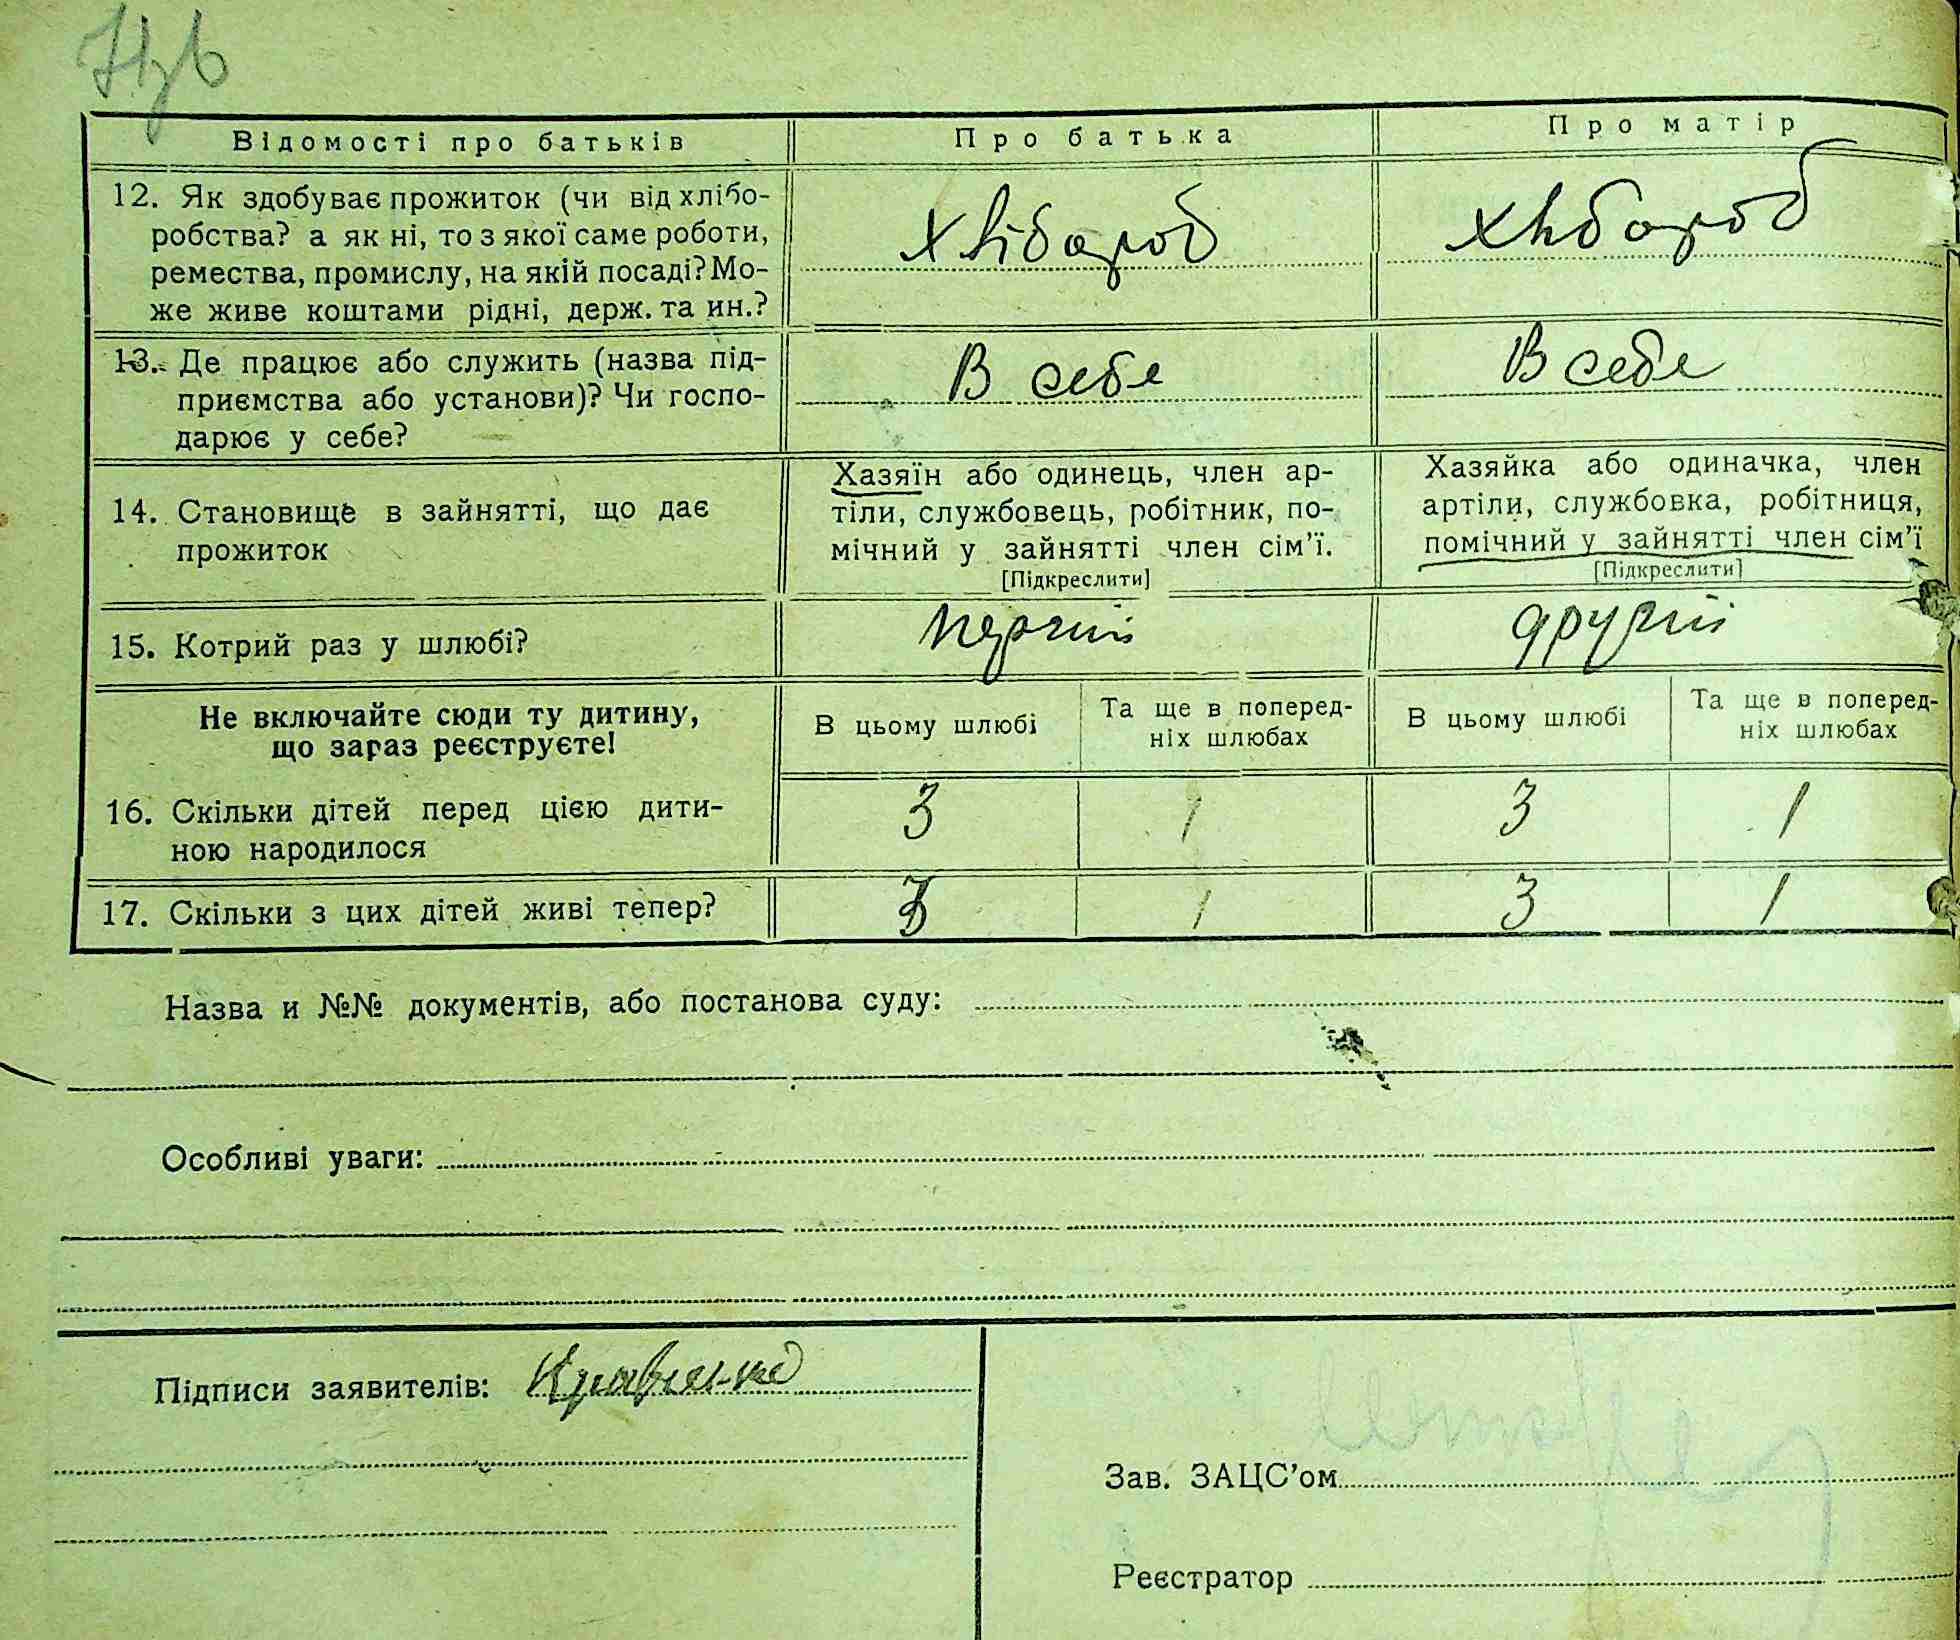 Відомості про батьків Про батька Про матір
12. Як здобуває прожиток (чи від хлібо-
робства? а як ні, то з якої саме роботи,
ремества, промислу, на якій посаді? Мо-
же живе коштами рідні, держ. та ин.?
Хлібороб хлібороб
13. Де працює або служить (назва під-
приємства або установи)? Чи госпо-
дарює у себе?
В себе В себе
14. Становище в зайнятті, що дає
прожиток
Хазяїн або одинець, член ар-
тіли, службовець, робітник, по-
мічний у зайнятті член сім'ї.
[Підкреслити]
Хазяйка або одиначка, член
артіли, службовка, робітниця,
помічний у зайнятті член сім'ї
[Підкреслити]
15. Котрий раз у шлюбі? другий
Не включайте сюди ту дитину,
що зараз реєструєте!
В цьому шлюбі
Та ще в поперед-
ніх шлюбах
В цьому шлюбі
Та ще в поперед-
ніх шлюбах
16. Скільки дітей перед цією дити-
ною народилося
3 1 3 1
17. Скільки з цих дітей живі тепер? 3 1 3 1
Назва и №№ документів, або постанова суду:
Особливі уваги:
Підписи заявителів: Кравченко
Зав. ЗАЦС'ом
Реєстратор